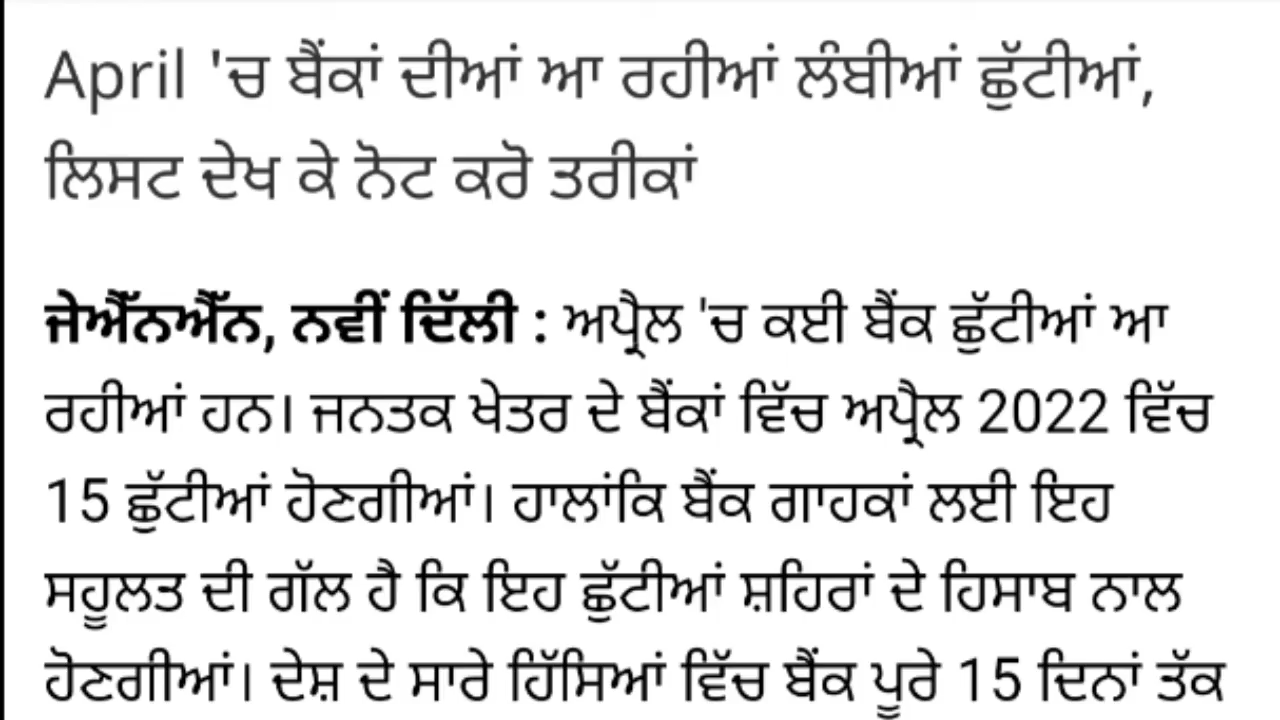 April 'ਚ ਬੈਂਕਾਂ ਦੀਆਂ ਆ ਰਹੀਆਂ ਲੰਬੀਆਂ ਛੁੱਟੀਆਂ,
ਲਿਸਟ ਦੇਖ ਕੇ ਨੋਟ ਕਰੋ ਤਰੀਕਾਂ
ਜੇਐੱਨਐੱਨ, ਨਵੀਂ ਦਿੱਲੀ : ਅਪ੍ਰੈਲ 'ਚ ਕਈ ਬੈਂਕ ਛੁੱਟੀਆਂ ਆ
ਰਹੀਆਂ ਹਨ। ਜਨਤਕ ਖੇਤਰ ਦੇ ਬੈਂਕਾਂ ਵਿੱਚ ਅਪ੍ਰੈਲ 2022 ਵਿੱਚ
15 ਛੁੱਟੀਆਂ ਹੋਣਗੀਆਂ। ਹਾਲਾਂਕਿ ਬੈਂਕ ਗਾਹਕਾਂ ਲਈ ਇਹ
ਸਹੂਲਤ ਦੀ ਗੱਲ ਹੈ ਕਿ ਇਹ ਛੁੱਟੀਆਂ ਸ਼ਹਿਰਾਂ ਦੇ ਹਿਸਾਬ ਨਾਲ
ਹੋਣਗੀਆਂ। ਦੇਸ਼ ਦੇ ਸਾਰੇ ਹਿੱਸਿਆਂ ਵਿੱਚ ਬੈਂਕ ਪੂਰੇ 15 ਦਿਨਾਂ ਤੱਕ